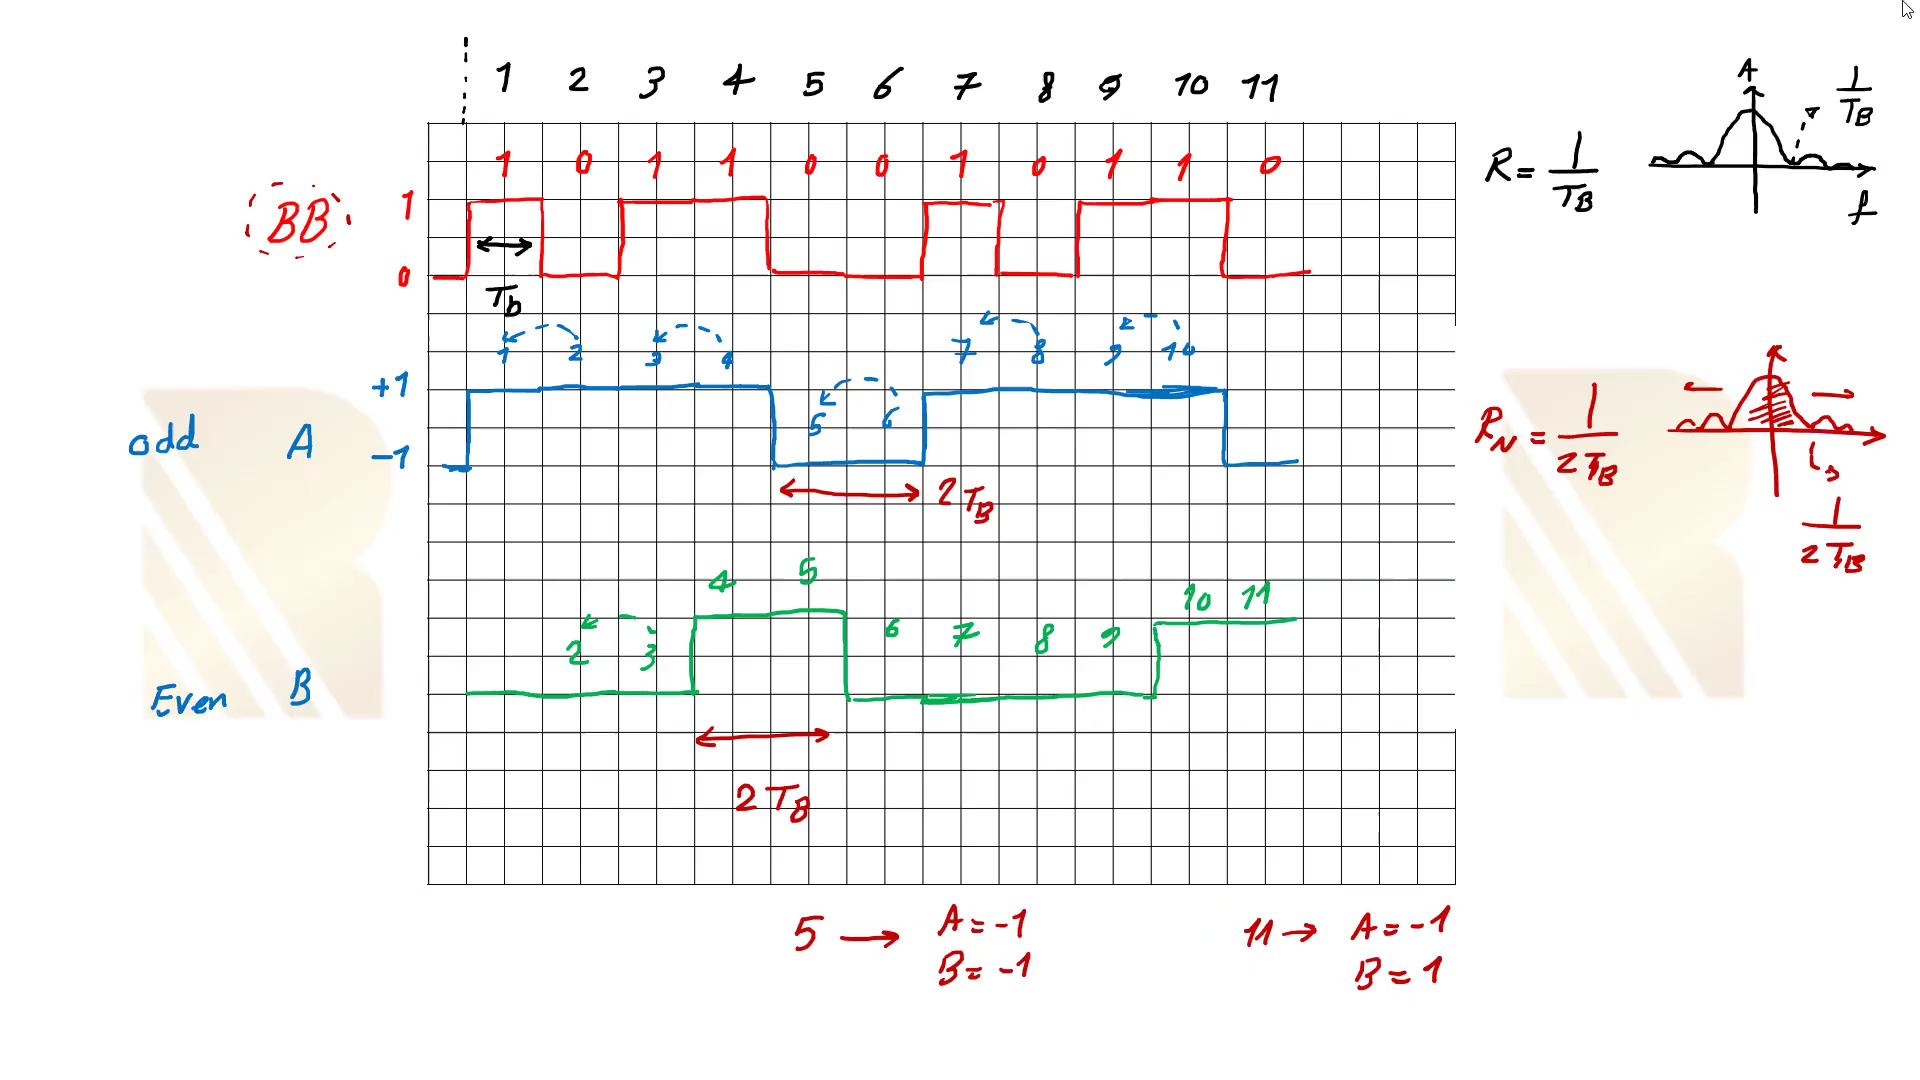 1 2 3 4 5 6 7 8 9 10 11
1 0 1 1 0 0 1 0 1 1 0
BB
1
0
Tb
R = 1/TB
A
1/TB
f
1 2 3 4 7 8 9 10
+1
odd A
-1
5 6
2TB
RN = 1/2TB
1/2TB
4 5
10 11
2 3
6 7 8 9
Even B
2TB
5 → A = -1
B = -1
11 → A = -1
B = 1